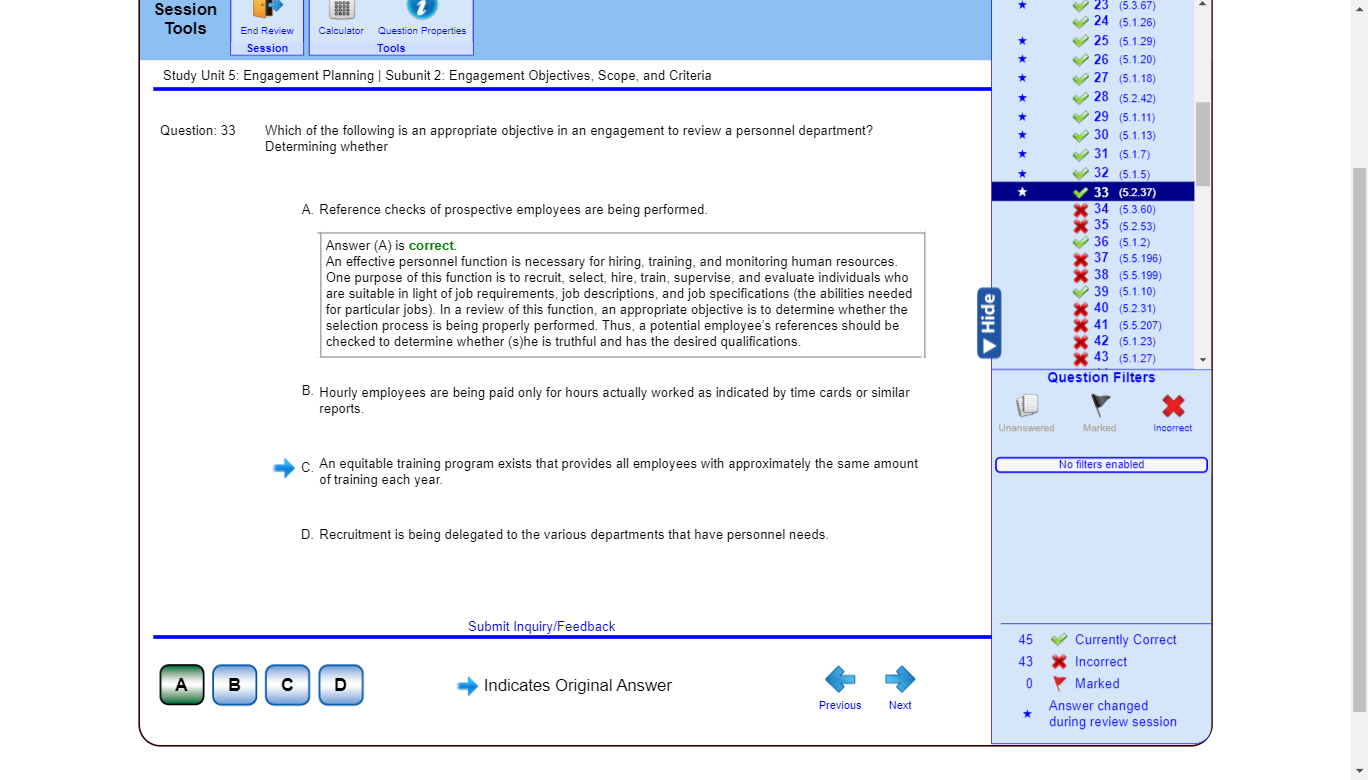 Session
Tools
End Review
Session
Calculator
Question Properties
Tools
Study Unit 5: Engagement Planning | Subunit 2: Engagement Objectives, Scope, and Criteria
Question: 33
Which of the following is an appropriate objective in an engagement to review a personnel department?
Determining whether
A. Reference checks of prospective employees are being performed.
Answer (A) is correct.
An effective personnel function is necessary for hiring, training, and monitoring human resources.
One purpose of this function is to recruit, select, hire, train, supervise, and evaluate individuals who
are suitable in light of job requirements, job descriptions, and job specifications (the abilities needed
for particular jobs). In a review of this function, an appropriate objective is to determine whether the
selection process is being properly performed. Thus, a potential employee's references should be
checked to determine whether (s)he is truthful and has the desired qualifications.
B. Hourly employees are being paid only for hours actually worked as indicated by time cards or similar
reports.
C. An equitable training program exists that provides all employees with approximately the same amount
of training each year.
D. Recruitment is being delegated to the various departments that have personnel needs.
Submit Inquiry/Feedback
A B C D
Indicates Original Answer
Previous
Next
Hide
23 (5.3.67)
24 (5.1.26)
25 (5.1.29)
26 (5.1.20)
27 (5.1.18)
28 (5.2.42)
29 (5.1.11)
30 (5.1.13)
31 (5.1.7)
32 (5.1.5)
33 (5.2.37)
34 (5.3.60)
35 (5.2.53)
36 (5.1.2)
37 (5.5.196)
38 (5.5.199)
39 (5.1.10)
40 (5.2.31)
41 (5.5.207)
42 (5.1.23)
43 (5.1.27)
Question Filters
Unanswered
Marked
Incorrect
No filters enabled
45 Currently Correct
43 Incorrect
0 Marked
Answer changed
during review session